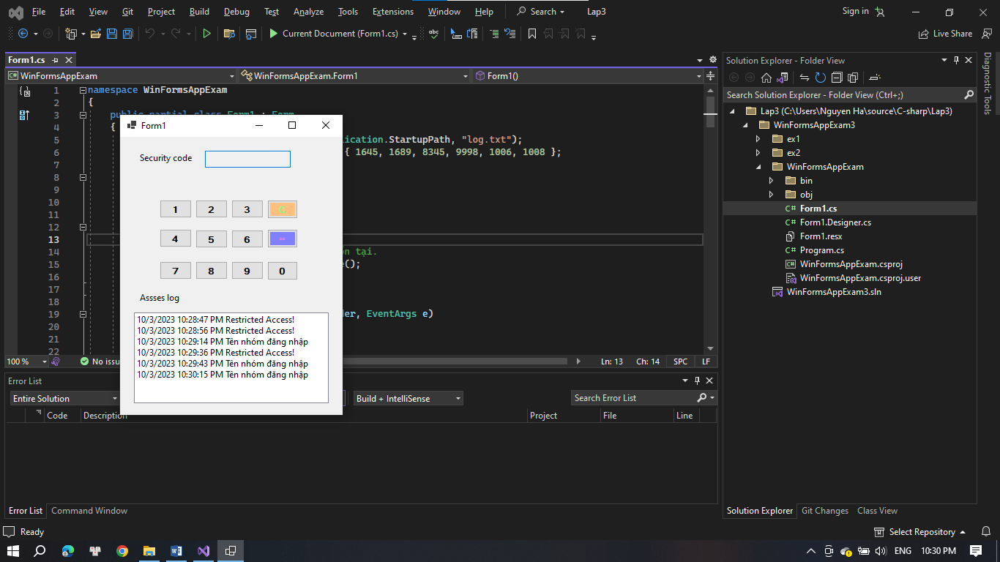 File Edit View Git Project Build Debug Test Analyze Tools Extensions Window Help Search Lap3 Sign in
Current Document (Form1.cs) Live Share
Form1.cs
WinFormsAppExam WinFormsAppExam.Form1 Form1()
1 namespace WinFormsAppExam
2 {
3 public partial class Form1 : Form
4 {
5 ication.StartupPath, "log.txt");
6 { 1645, 1689, 8345, 9998, 1006, 1008 };
7
8
9
10
11
12
13
14 n tại.
15 ();
16
17
18
19 er, EventArgs e)
20
21
22
100 % No issu Ln: 13 Ch: 14 SPC LF
Form1
Security code
1 2 3 C
4 5 6 =
7 8 9 0
Assses log
10/3/2023 10:28:47 PM Restricted Access!
10/3/2023 10:28:56 PM Restricted Access!
10/3/2023 10:29:14 PM Tên nhóm đăng nhập
10/3/2023 10:29:36 PM Restricted Access!
10/3/2023 10:29:43 PM Tên nhóm đăng nhập
10/3/2023 10:30:15 PM Tên nhóm đăng nhập
Error List
Entire Solution Build + IntelliSense Search Error List
Code Description Project File Line
Error List Command Window
Solution Explorer - Folder View
Search Solution Explorer - Folder View (Ctrl+;)
Lap3 (C:\Users\Nguyen Ha\source\C-sharp\Lap3)
WinFormsAppExam3
ex1
ex2
WinFormsAppExam
bin
obj
C# Form1.cs
C# Form1.Designer.cs
Form1.resx
C# Program.cs
WinFormsAppExam.csproj
WinFormsAppExam.csproj.user
WinFormsAppExam3.sln
Solution Explorer Git Changes Class View
Diagnostic Tools
Ready Select Repository
ENG 10:30 PM